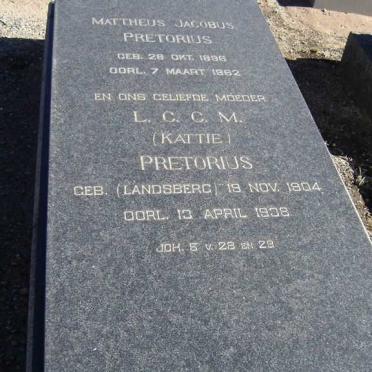 MATTHEUS JACOBUS
PRETORIUS
GEB. 28 OKT. 1896
OORL. 7 MAART 1962
EN ONS GELIEFDE MOEDER
L. C. C. M.
(KATTIE)
PRETORIUS
GEB. (LANDSBERG) 19 NOV. 1904
OORL. 13 APRIL 1938
JOH. 5 V. 28 EN 29